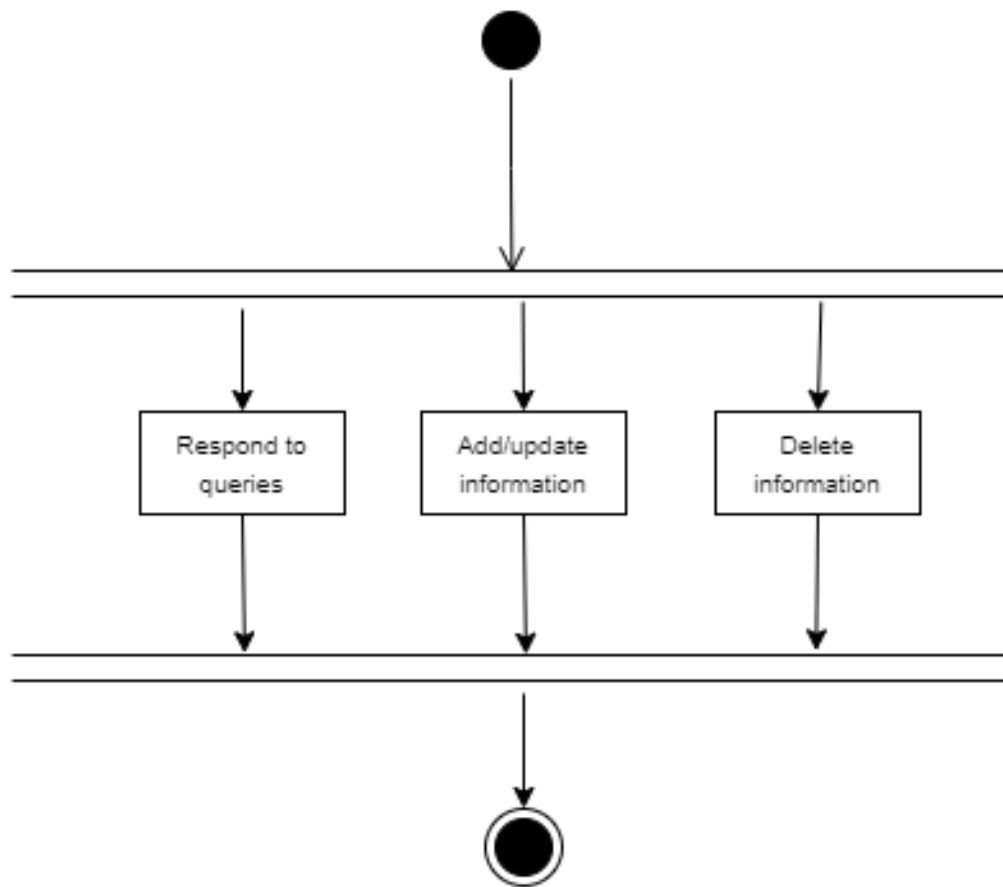 Respond to
queries
Add/update
information
Delete
information